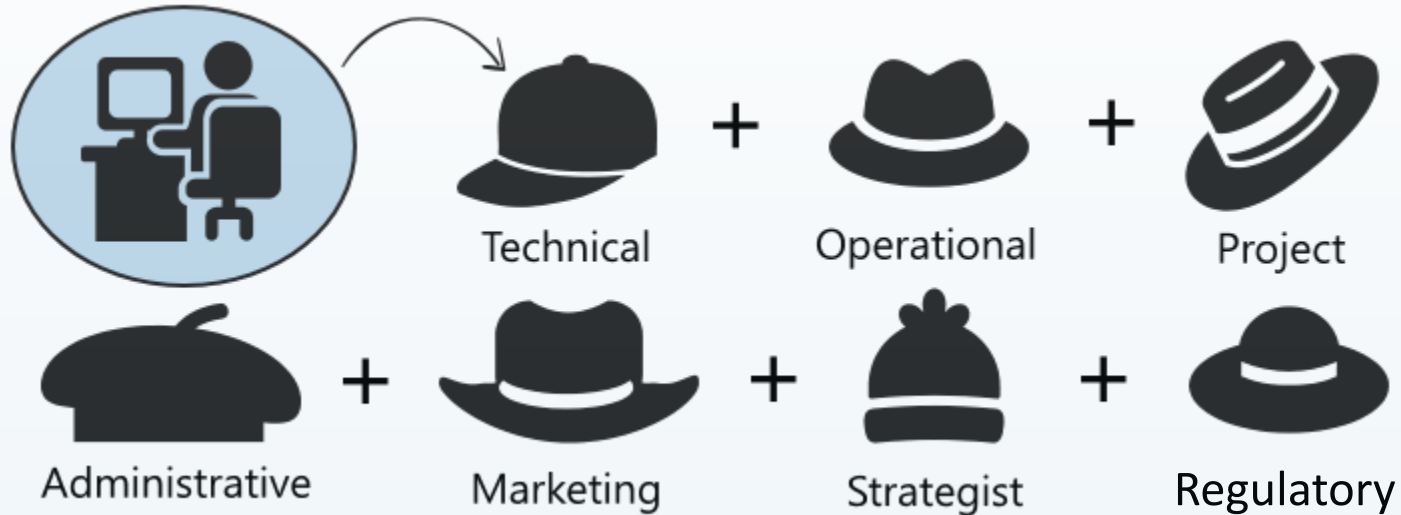 Technical
+
Operational
+
Project
Administrative
+
Marketing
+
Strategist
+
Regulatory